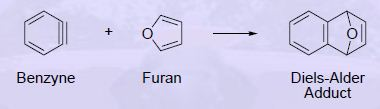 +
O
O
Benzyne
Furan
Diels-Alder
Adduct